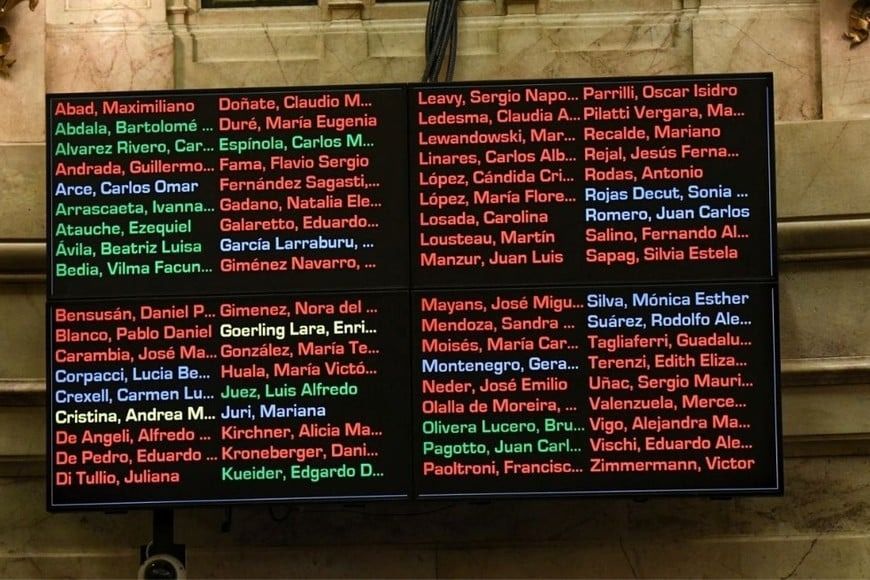 Abad, Maximiliano
Abdala, Bartolomé ...
Alvarez Rivero, Car...
Andrada, Guillermo...
Arce, Carlos Omar
Arrascaeta, Ivanna...
Atauche, Ezequiel
Ávila, Beatriz Luisa
Bedia, Vilma Facun...
Doñate, Claudio M...
Duré, María Eugenia
Espínola, Carlos M...
Fama, Flavio Sergio
Fernández Sagasti,...
Gadano, Natalia Ele...
Galaretto, Eduardo...
García Larraburu, ...
Giménez Navarro, ...
Leavy, Sergio Napo...
Ledesma, Claudia A...
Lewandowski, Mar...
Linares, Carlos Alb...
López, Cándida Cri...
López, María Flore...
Losada, Carolina
Lousteau, Martín
Manzur, Juan Luis
Parrilli, Oscar Isidro
Pilatti Vergara, Ma...
Recalde, Mariano
Rejal, Jesús Ferna...
Rodas, Antonio
Rojas Decut, Sonia ...
Romero, Juan Carlos
Salino, Fernando Al...
Sapag, Silvia Estela
Bensusán, Daniel P...
Blanco, Pablo Daniel
Carambia, José Ma...
Corpacci, Lucia Be...
Crexell, Carmen Lu...
Cristina, Andrea M...
De Angeli, Alfredo ...
De Pedro, Eduardo ...
Di Tullio, Juliana
Gimenez, Nora del ...
Goerling Lara, Enri...
González, María Te...
Huala, María Victó...
Juez, Luis Alfredo
Juri, Mariana
Kirchner, Alicia Ma...
Kroneberger, Dani...
Kueider, Edgardo D...
Mayans, José Migu...
Mendoza, Sandra ...
Moisés, María Car...
Montenegro, Gera...
Neder, José Emilio
Olalla de Moreira, ...
Olivera Lucero, Bru...
Pagotto, Juan Carl...
Paoltroni, Francisc...
Silva, Mónica Esther
Suárez, Rodolfo Ale...
Tagliaferri, Guadalu...
Terenzi, Edith Eliza...
Uñac, Sergio Mauri...
Valenzuela, Merce...
Vigo, Alejandra Ma...
Vischi, Eduardo Ale...
Zimmermann, Victor